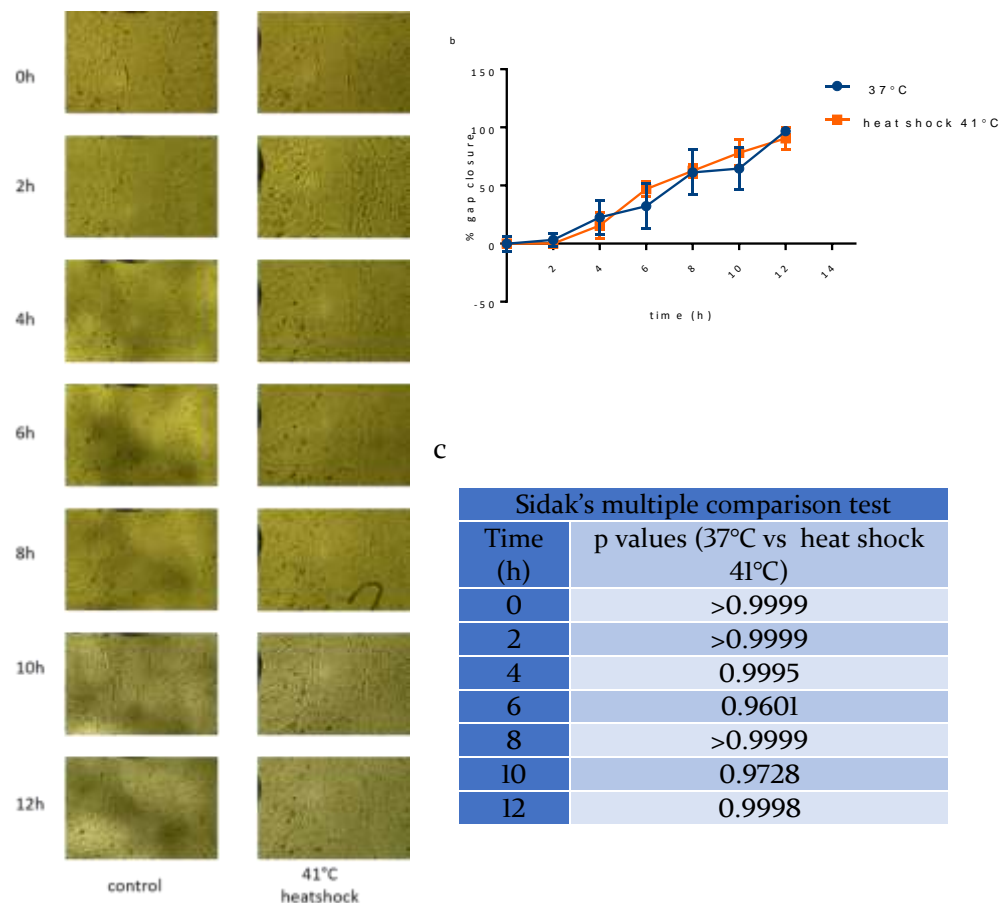 0h
2h
4h
6h
8h
10h
12h
control
41°C
heatshock
b
150
100
50
0
-50
% gap closure
2
4
6
8
10
12
14
time (h)
37°C
heat shock 41°C
c
Sidak's multiple comparison test
Time
(h)
p values (37°C vs heat shock
41°C)
0
>0.9999
2
>0.9999
4
0.9995
6
0.9601
8
>0.9999
10
0.9728
12
0.9998